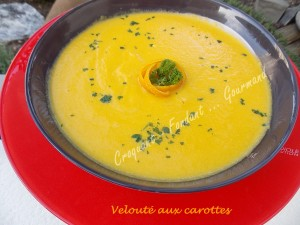 Croquant Fondant ... Gourmand
Velouté aux carottes